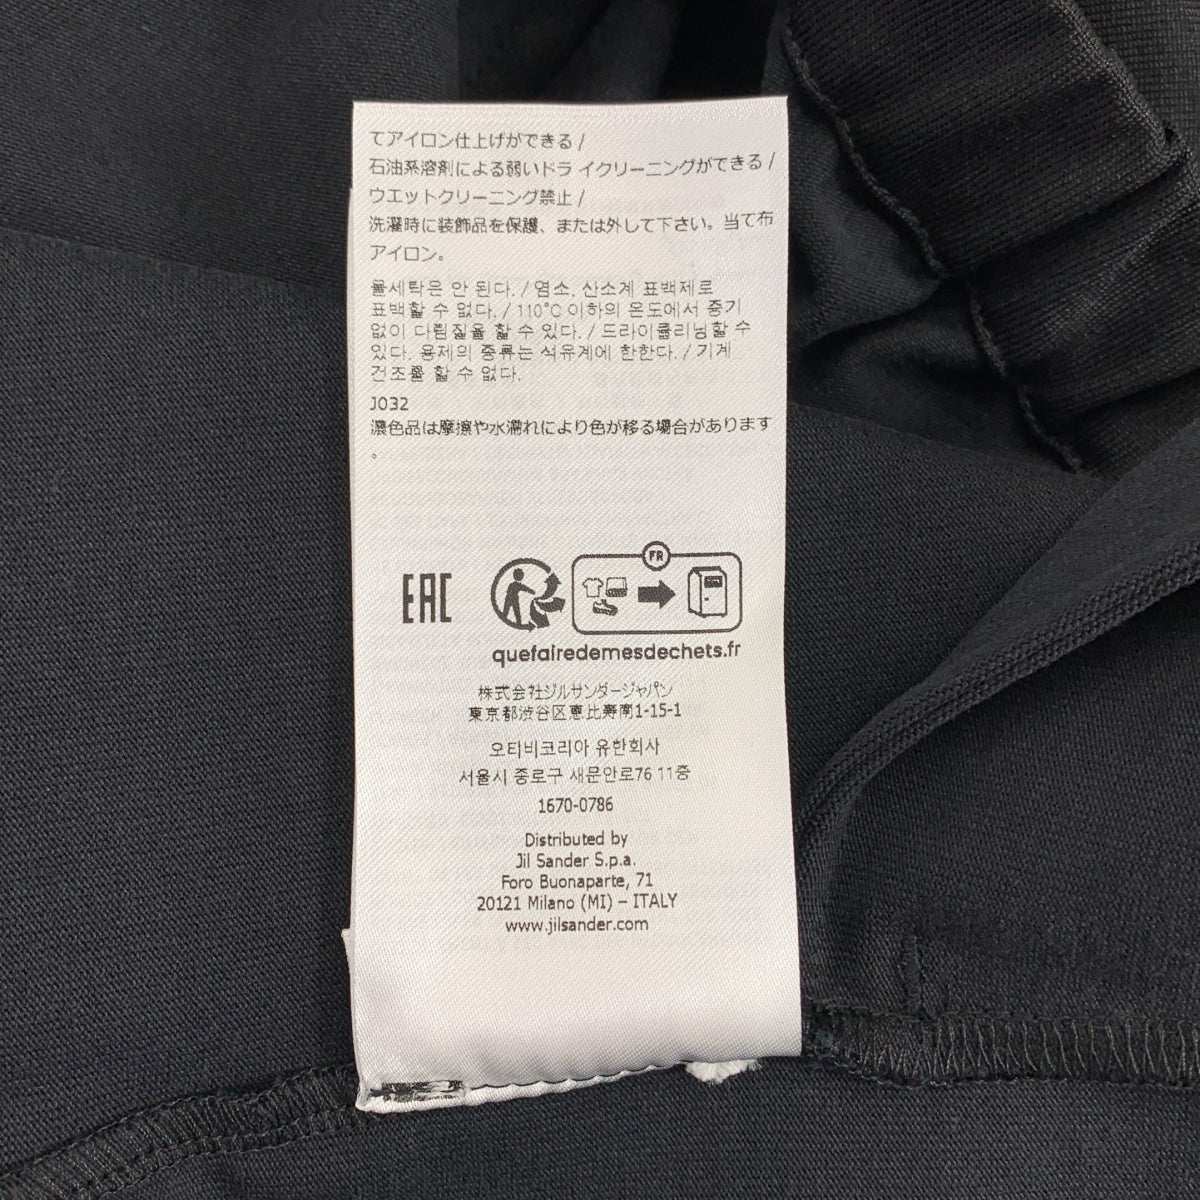 てアイロン仕上げができる /
石油系溶剤による弱いドラ イクリーニングができる /
ウエットクリーニング禁止 /
洗濯時に装飾品を保護、または外して下さい。当て布
アイロン。
물세탁은 안 된다. / 염소, 산소계 표백제로
표백할 수 없다. / 110°C 이하의 온도에서 중기
없이 다림질을 할 수 있다. / 드라이클리닝할 수
있다. 용제의 종류는 석유계에 한한다. / 기계
건조를 할 수 없다.
J032
濃色品は摩擦や水濡れにより色が移る場合があります
。
EAC
FR
quefairedemesdechets.fr
株式会社ジルサンダージャパン
東京都渋谷区恵比寿南1-15-1
오티비코리아 유한회사
서울시 종로구 새문안로76 11층
1670-0786
Distributed by
Jil Sander S.p.a.
Foro Buonaparte, 71
20121 Milano (MI) – ITALY
www.jilsander.com